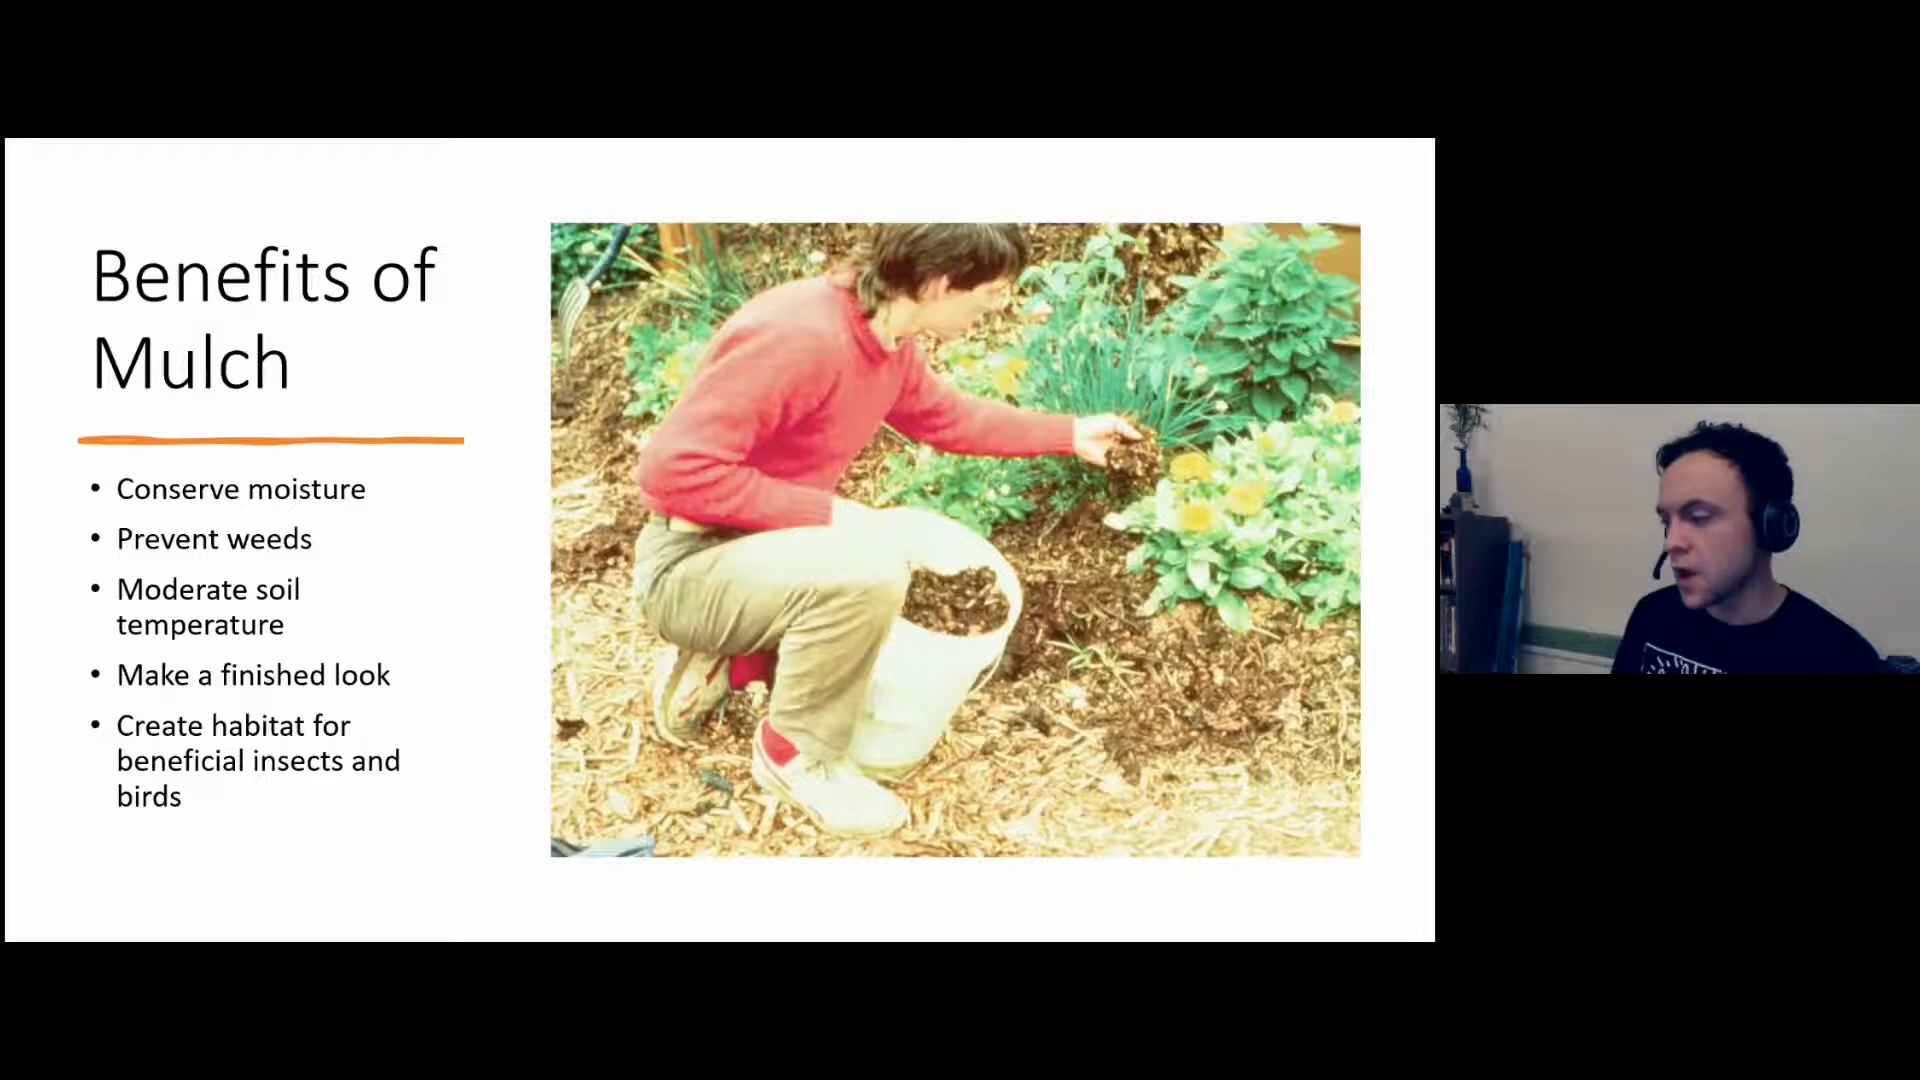 Benefits of
Mulch
• Conserve moisture
• Prevent weeds
• Moderate soil
temperature
• Make a finished look
• Create habitat for
beneficial insects and
birds